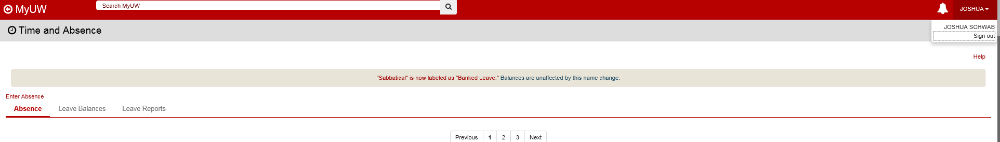 MyUW
Search MyUW
JOSHUA
Time and Absence
JOSHUA SCHWAB
Sign out
Help
"Sabbatical" is now labeled as "Banked Leave." Balances are unaffected by this name change.
Enter Absence
Absence Leave Balances Leave Reports
Previous 1 2 3 Next